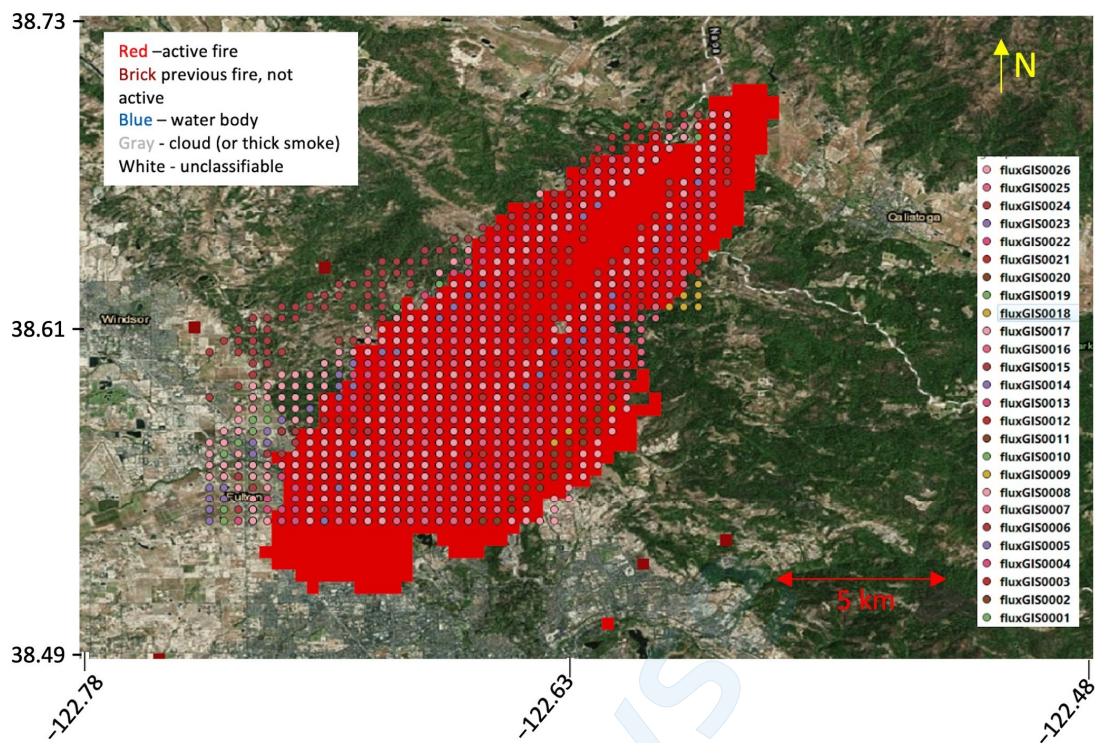 38.73
Red –active fire
Brick previous fire, not
active
Blue – water body
Gray - cloud (or thick smoke)
White - unclassifiable
Napa
N
fluxGIS0026
fluxGIS0025
fluxGIS0024
fluxGIS0023
fluxGIS0022
fluxGIS0021
fluxGIS0020
fluxGIS0019
fluxGIS0018
fluxGIS0017
fluxGIS0016
fluxGIS0015
fluxGIS0014
fluxGIS0013
fluxGIS0012
fluxGIS0011
fluxGIS0010
fluxGIS0009
fluxGIS0008
fluxGIS0007
fluxGIS0006
fluxGIS0005
fluxGIS0004
fluxGIS0003
fluxGIS0002
fluxGIS0001
Calistoga
38.61
Windsor
Fulton
5 km
38.49
−122.78
−122.63
−122.48